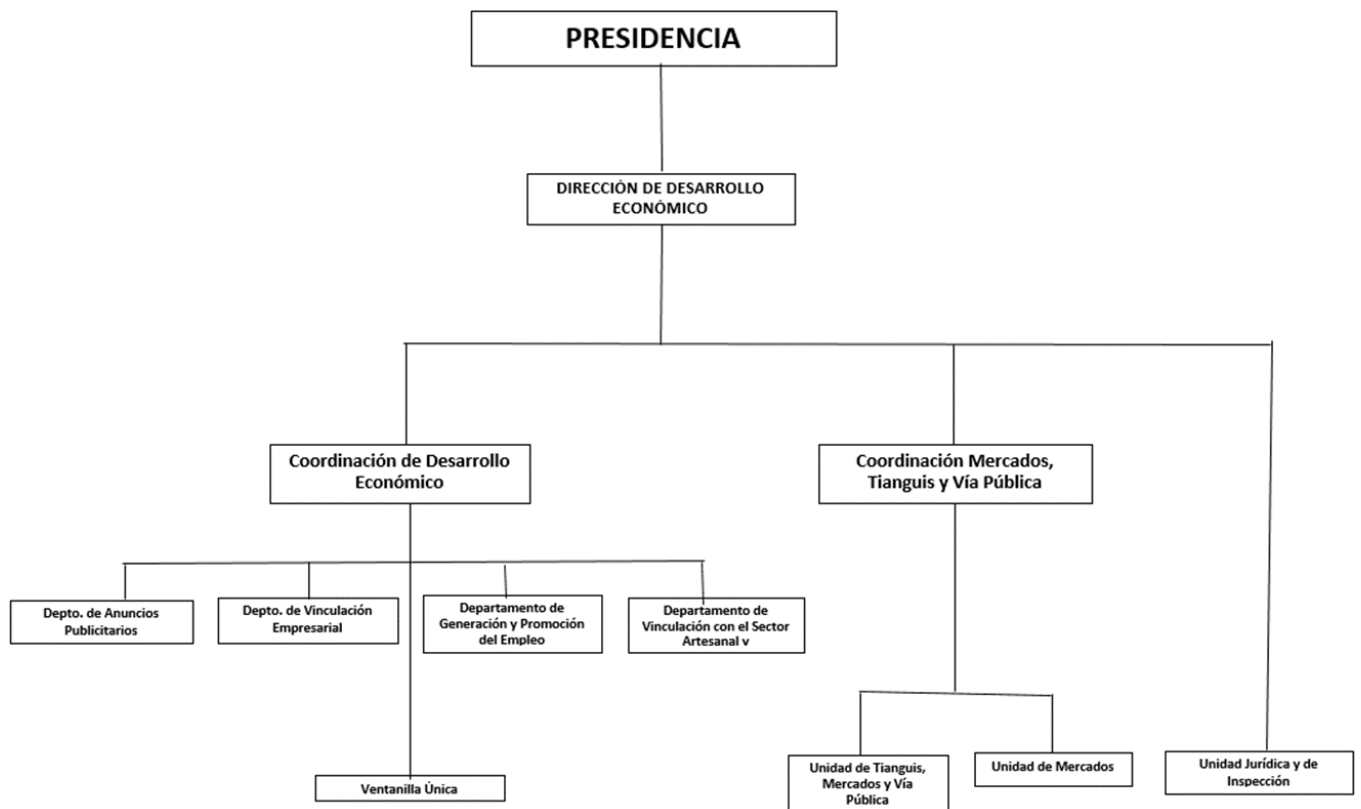 PRESIDENCIA
DIRECCIÓN DE DESARROLLO
ECONÓMICO
Coordinación de Desarrollo
Económico
Coordinación Mercados,
Tianguis y Vía Pública
Depto. de Anuncios
Publicitarios
Depto. de Vinculación
Empresarial
Departamento de
Generación y Promoción
del Empleo
Departamento de
Vinculación con el Sector
Artesanal v
Ventanilla Única
Unidad de Tianguis,
Mercados y Vía
Pública
Unidad de Mercados
Unidad Jurídica y de
Inspección